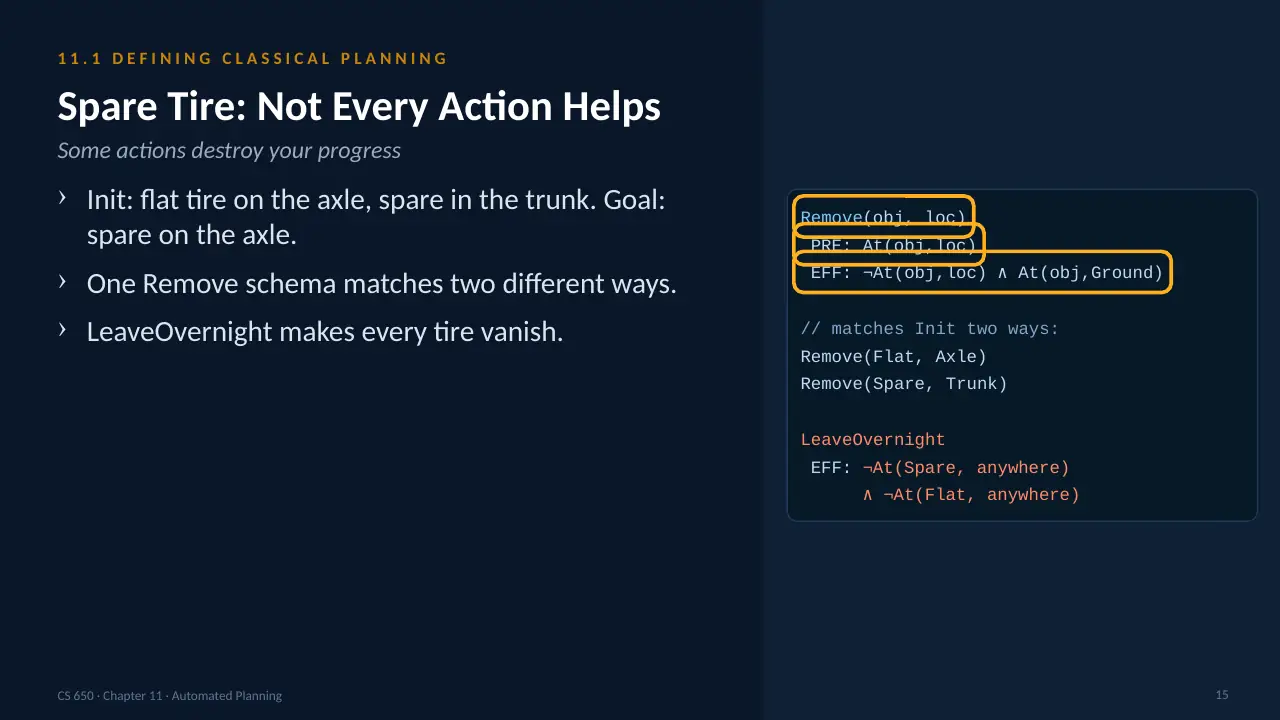 11.1 DEFINING CLASSICAL PLANNING
Spare Tire: Not Every Action Helps
Some actions destroy your progress
› Init: flat tire on the axle, spare in the trunk. Goal:
spare on the axle.
› One Remove schema matches two different ways.
› LeaveOvernight makes every tire vanish.
Remove(obj, loc)
PRE: At(obj,loc)
EFF: ¬At(obj,loc) ∧ At(obj,Ground)
// matches Init two ways:
Remove(Flat, Axle)
Remove(Spare, Trunk)
LeaveOvernight
EFF: ¬At(Spare, anywhere)
∧ ¬At(Flat, anywhere)
CS 650 · Chapter 11 · Automated Planning
15